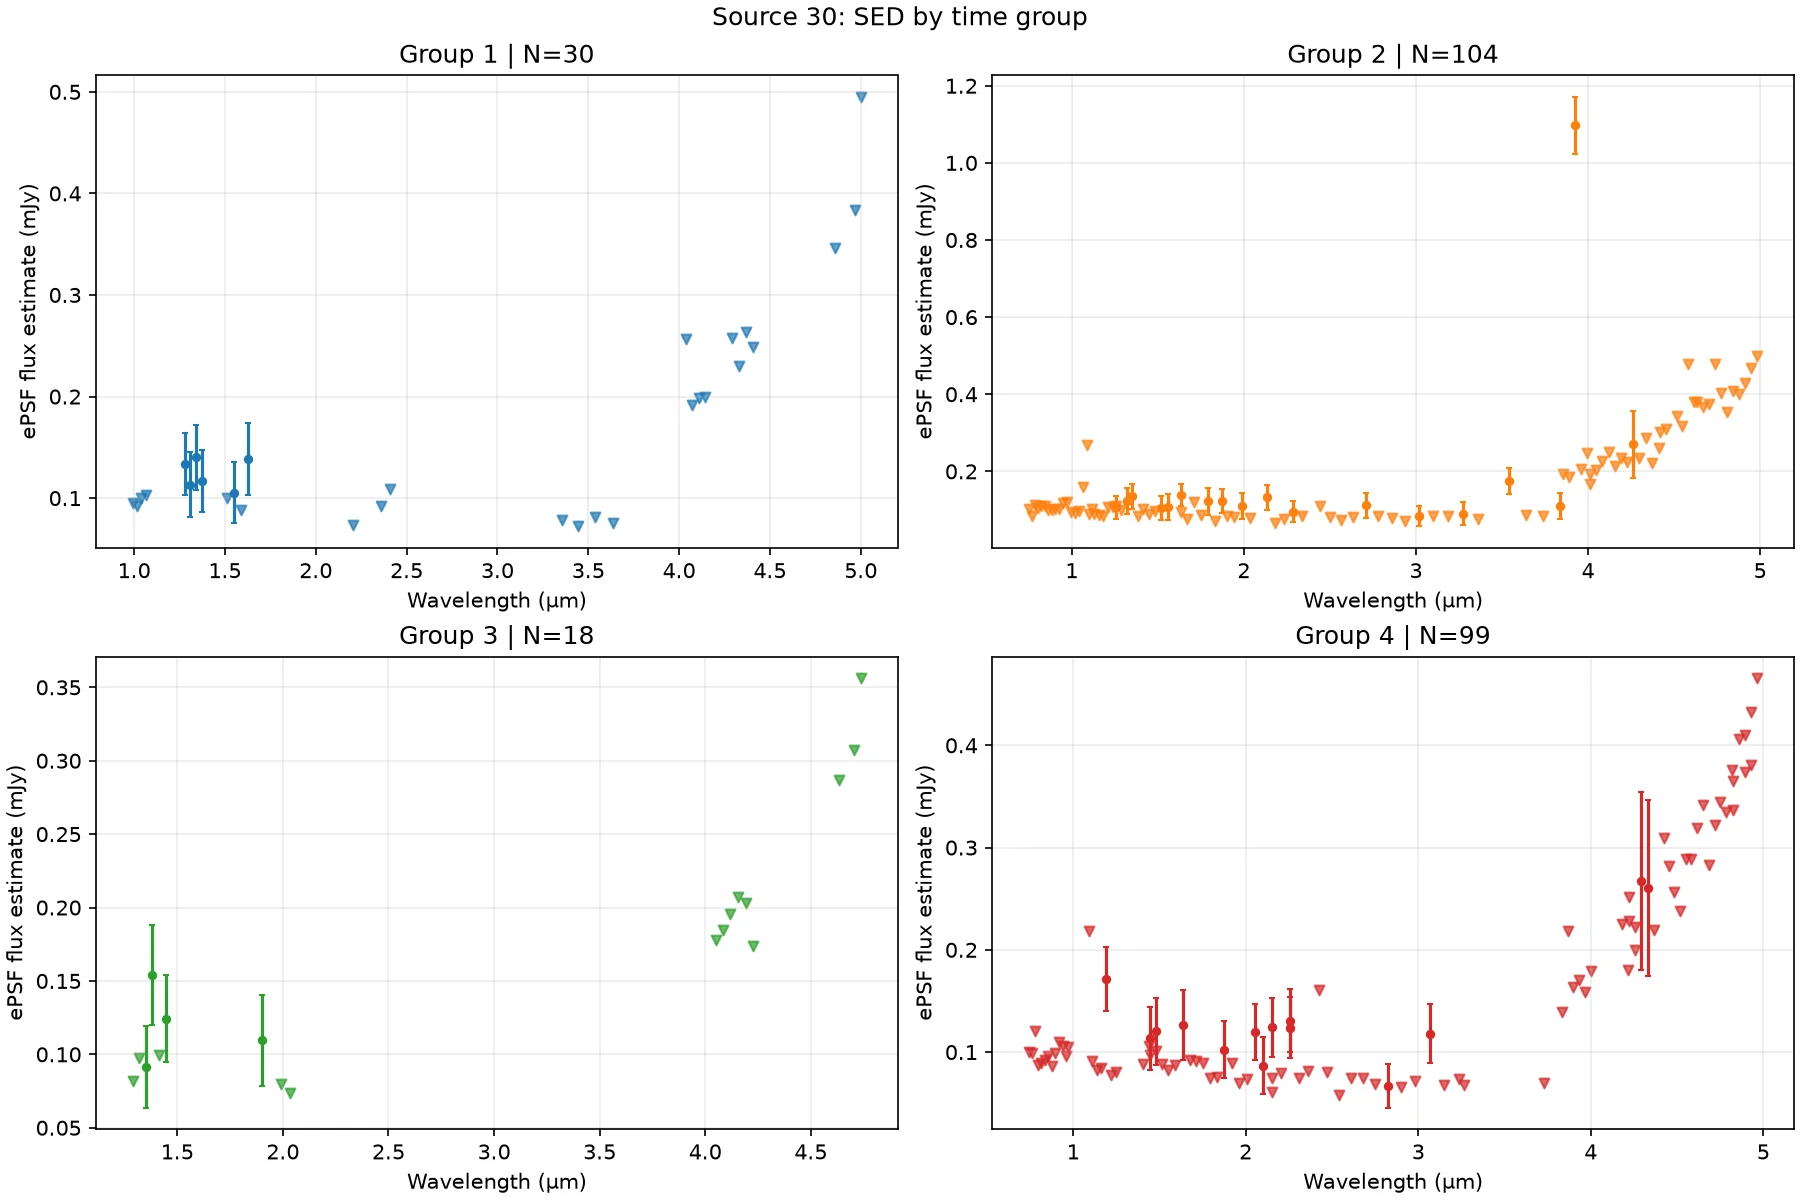 Source 30: SED by time group
Group 1 | N=30
ePSF flux estimate (mJy)
0.5
0.4
0.3
0.2
0.1
1.0 1.5 2.0 2.5 3.0 3.5 4.0 4.5 5.0
Wavelength (μm)
Group 2 | N=104
ePSF flux estimate (mJy)
1.2
1.0
0.8
0.6
0.4
0.2
1 2 3 4 5
Wavelength (μm)
Group 3 | N=18
ePSF flux estimate (mJy)
0.35
0.30
0.25
0.20
0.15
0.10
0.05
1.5 2.0 2.5 3.0 3.5 4.0 4.5
Wavelength (μm)
Group 4 | N=99
ePSF flux estimate (mJy)
0.4
0.3
0.2
0.1
1 2 3 4 5
Wavelength (μm)